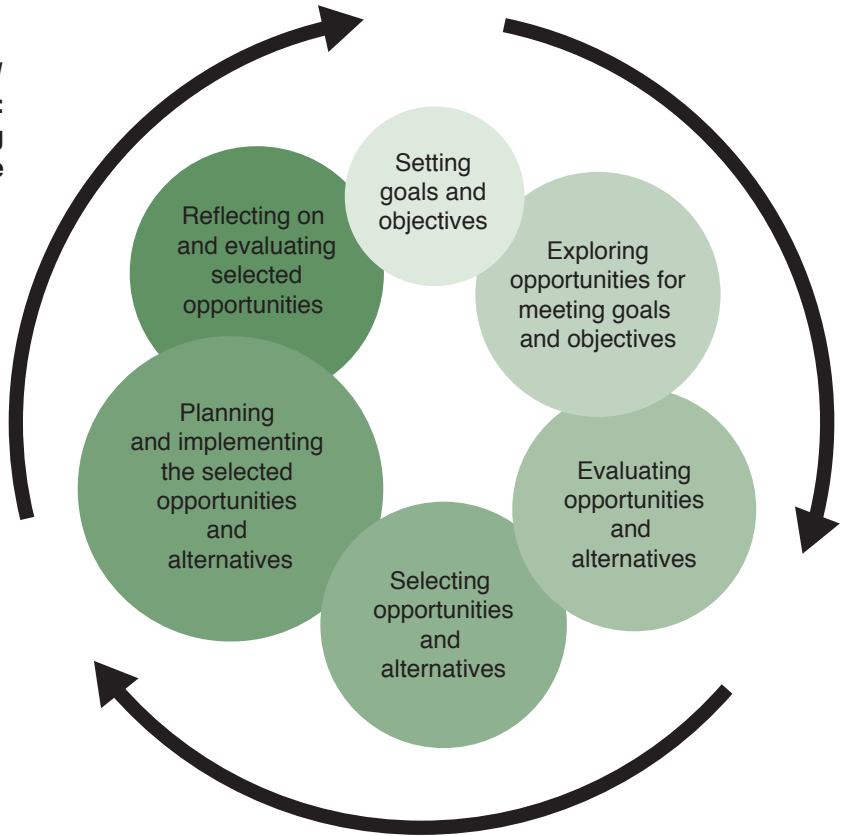 Setting
goals and
objectives
Exploring
opportunities for
meeting goals
and objectives
Evaluating
opportunities
and
alternatives
Selecting
opportunities
and
alternatives
Planning
and implementing
the selected
opportunities
and
alternatives
Reflecting on
and evaluating
selected
opportunities